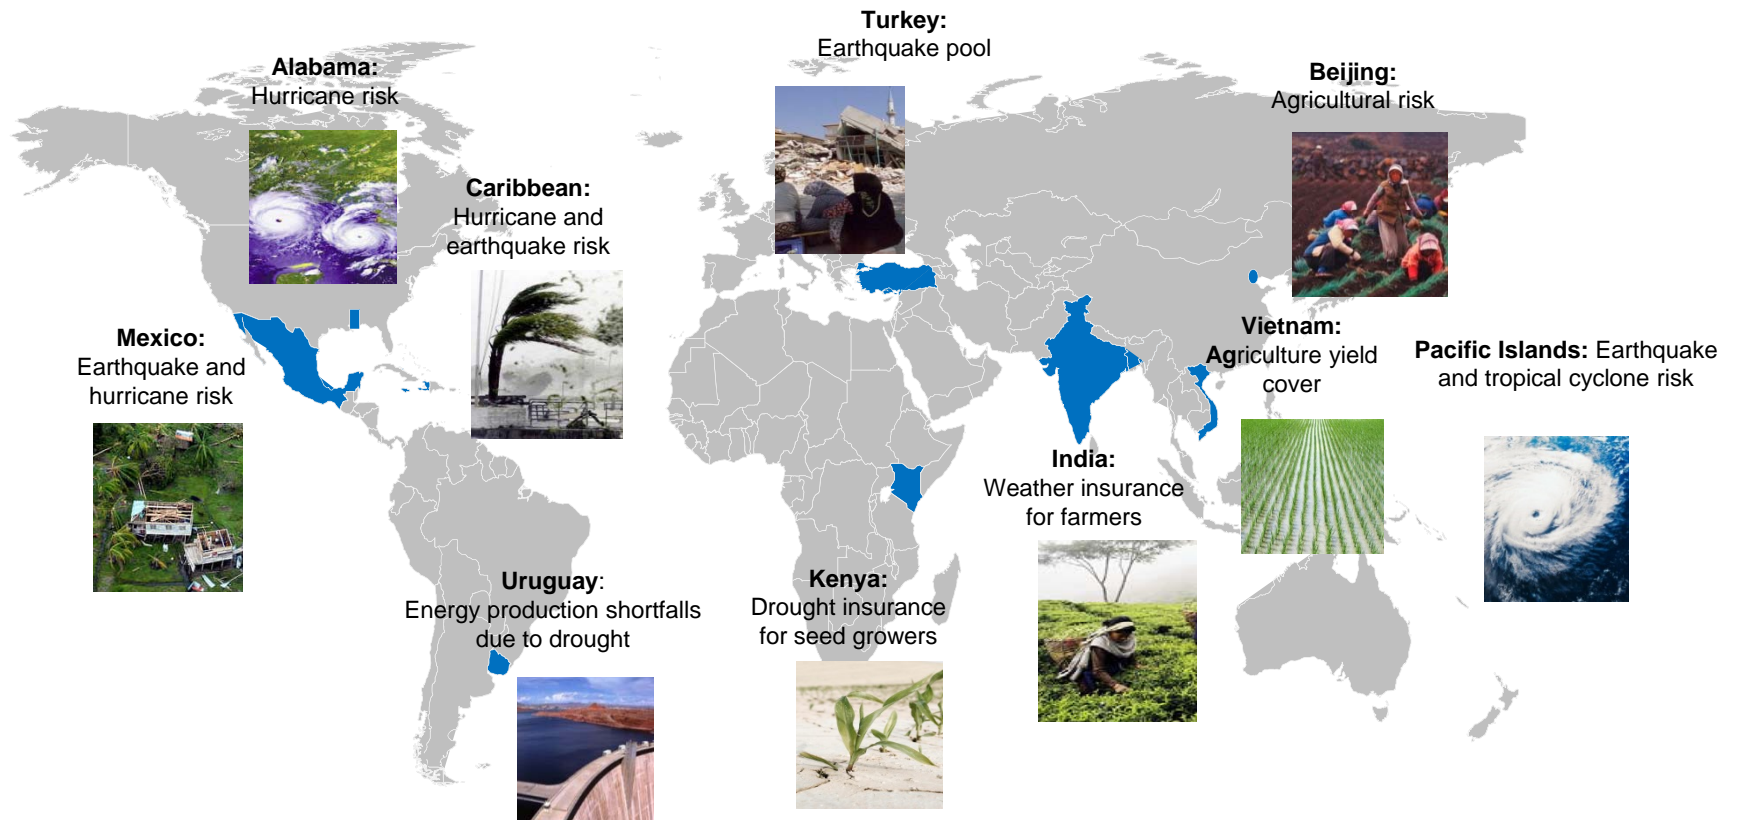 Turkey:
Earthquake pool
Alabama:
Hurricane risk
Beijing:
Agricultural risk
Caribbean:
Hurricane and
earthquake risk
Mexico:
Earthquake and
hurricane risk
Vietnam:
Agriculture yield
cover
Pacific Islands: Earthquake
and tropical cyclone risk
India:
Weather insurance
for farmers
Uruguay:
Energy production shortfalls
due to drought
Kenya:
Drought insurance
for seed growers